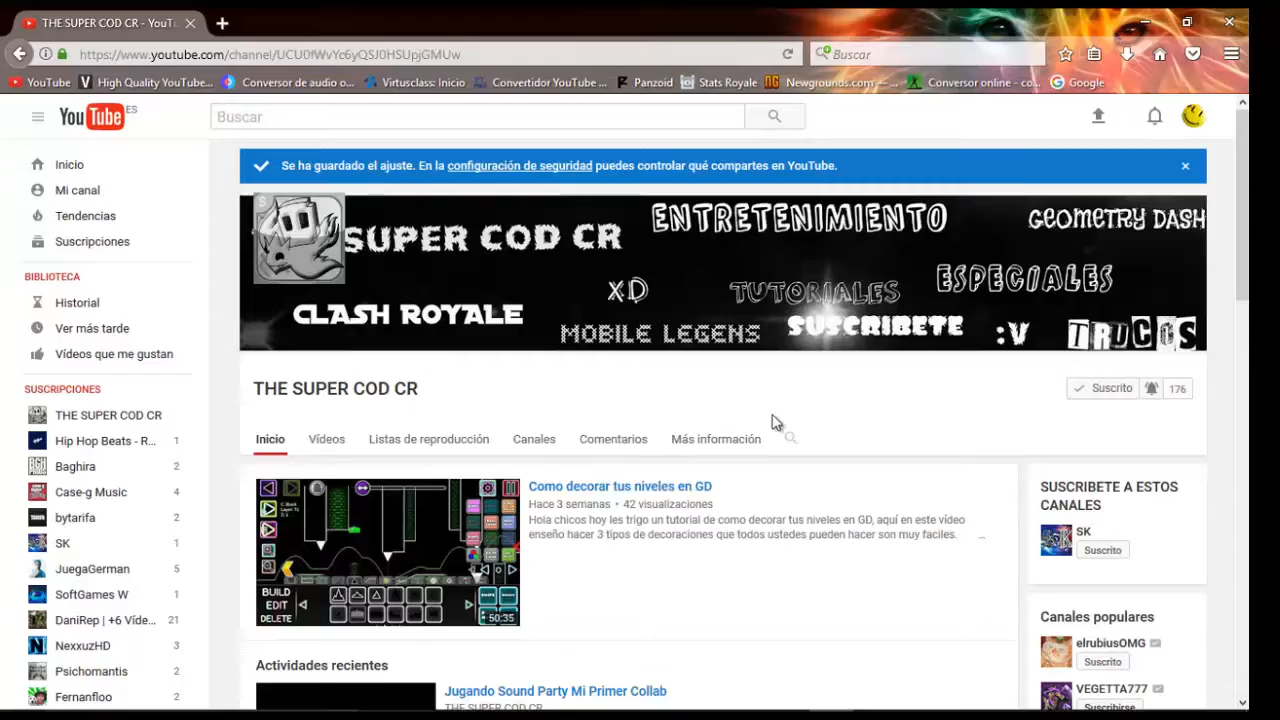 THE SUPER COD CR - YouT
https://www.youtube.com/channel/UCU0fWvYc6yQSJ0HSUpjGMUw
Buscar
YouTube
High Quality YouTube...
Conversor de audio o...
Virtusclass: Inicio
Convertidor YouTube ...
Panzoid
Stats Royale
Newgrounds.com — ...
Conversor online - co...
Google
YouTube ES
Buscar
Inicio
Mi canal
Tendencias
Suscripciones
BIBLIOTECA
Historial
Ver más tarde
Vídeos que me gustan
SUSCRIPCIONES
THE SUPER COD CR
Hip Hop Beats - R... 1
Baghira 2
Case-g Music 4
bytarifa 2
SK 1
JuegaGerman 5
SoftGames W 1
DaniRep | +6 Víde... 21
NexxuzHD 3
Psichomantis 2
Fernanfloo 2
Se ha guardado el ajuste. En la configuración de seguridad puedes controlar qué compartes en YouTube.
SUPER COD CR
ENTRETENIMIENTO
GEOMETRY DASH
XD
TUTORIALES
ESPECIALES
CLASH ROYALE
MOBILE LEGENS
SUSCRIBETE
:V
TRUCOS
THE SUPER COD CR
Suscrito 176
Inicio
Vídeos
Listas de reproducción
Canales
Comentarios
Más información
BUILD
EDIT
DELETE
50:35
Como decorar tus niveles en GD
Hace 3 semanas • 42 visualizaciones
Hola chicos hoy les trigo un tutorial de como decorar tus niveles en GD, aquí en este vídeo
enseño hacer 3 tipos de decoraciones que todos ustedes pueden hacer son muy faciles.
Actividades recientes
Jugando Sound Party Mi Primer Collab
THE SUPER COD CR
SUSCRIBETE A ESTOS
CANALES
SK
Suscrito
Canales populares
elrubiusOMG
Suscrito
VEGETTA777
Suscribirse